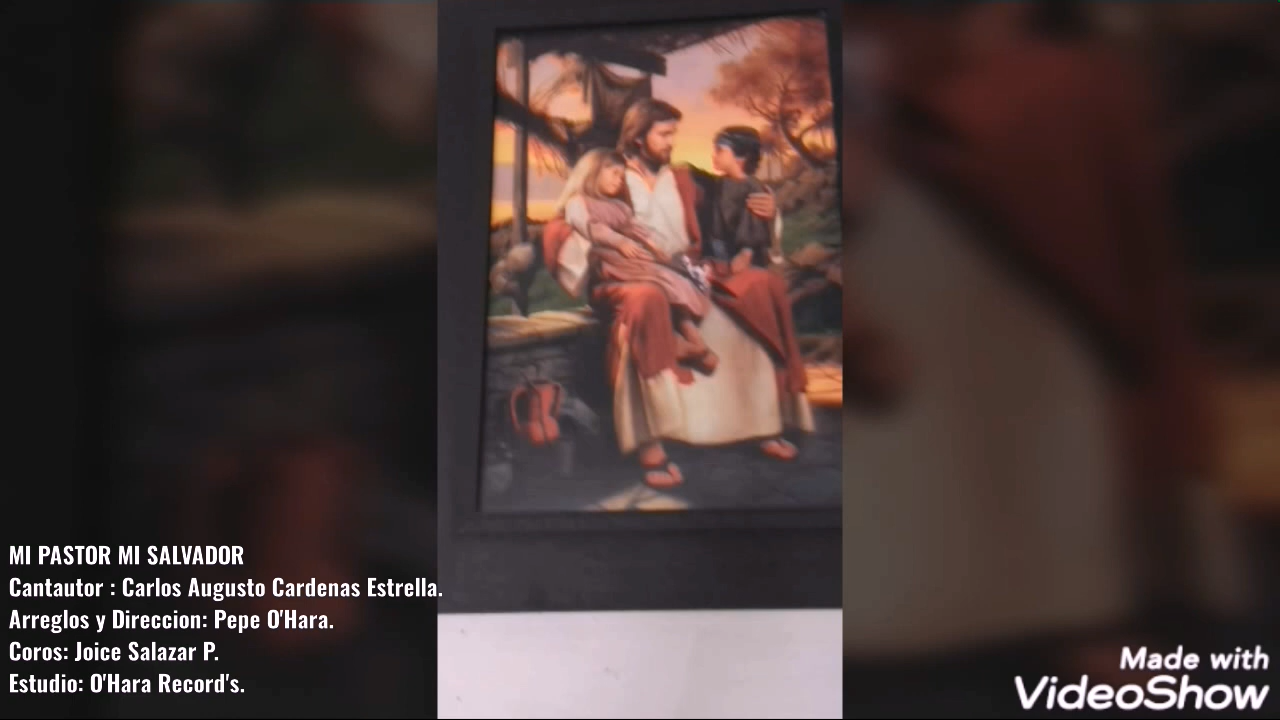 MI PASTOR MI SALVADOR
Cantautor : Carlos Augusto Cardenas Estrella.
Arreglos y Direccion: Pepe O'Hara.
Coros: Joice Salazar P.
Estudio: O'Hara Record's.
Made with
VideoShow